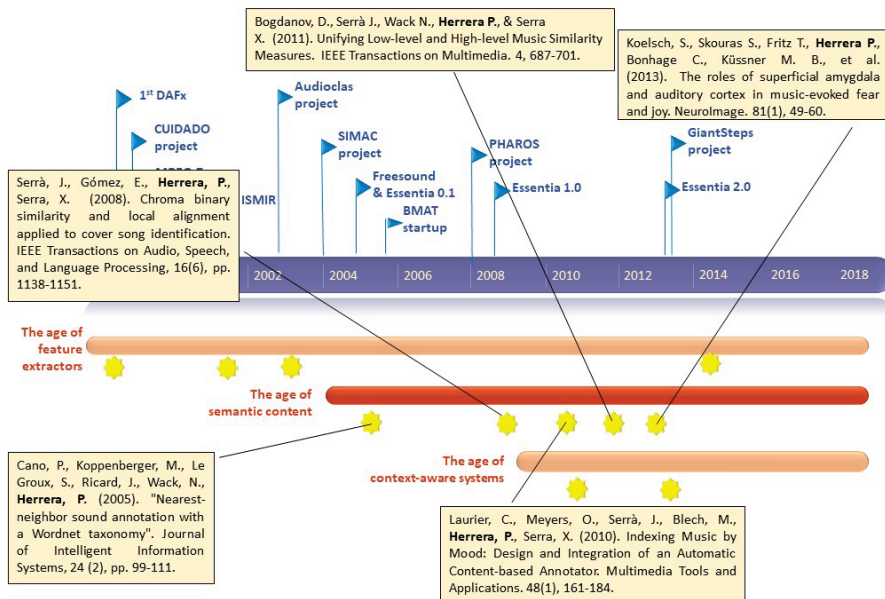 Bogdanov, D., Serrà J., Wack N., Herrera P., & Serra
X. (2011). Unifying Low-level and High-level Music Similarity
Measures. IEEE Transactions on Multimedia. 4, 687-701.
Koelsch, S., Skouras S., Fritz T., Herrera P.,
Bonhage C., Küssner M. B., et al.
(2013). The roles of superficial amygdala
and auditory cortex in music-evoked fear
and joy. NeuroImage. 81(1), 49-60.
1st DAFx
CUIDADO
project
Audioclas
project
SIMAC
project
Freesound
& Essentia 0.1
BMAT
startup
PHAROS
project
Essentia 1.0
GiantSteps
project
Essentia 2.0
ISMIR
Serrà, J., Gómez, E., Herrera, P.,
Serra, X. (2008). Chroma binary
similarity and local alignment
applied to cover song identification.
IEEE Transactions on Audio, Speech,
and Language Processing, 16(6), pp.
1138-1151.
2002 2004 2006 2008 2010 2012 2014 2016 2018
The age of
feature
extractors
The age of
semantic content
The age of
context-aware systems
Cano, P., Koppenberger, M., Le
Groux, S., Ricard, J., Wack, N.,
Herrera, P. (2005). "Nearest-
neighbor sound annotation with
a Wordnet taxonomy". Journal
of Intelligent Information
Systems, 24 (2), pp. 99-111.
Laurier, C., Meyers, O., Serrà, J., Blech, M.,
Herrera, P., Serra, X. (2010). Indexing Music by
Mood: Design and Integration of an Automatic
Content-based Annotator. Multimedia Tools and
Applications. 48(1), 161-184.